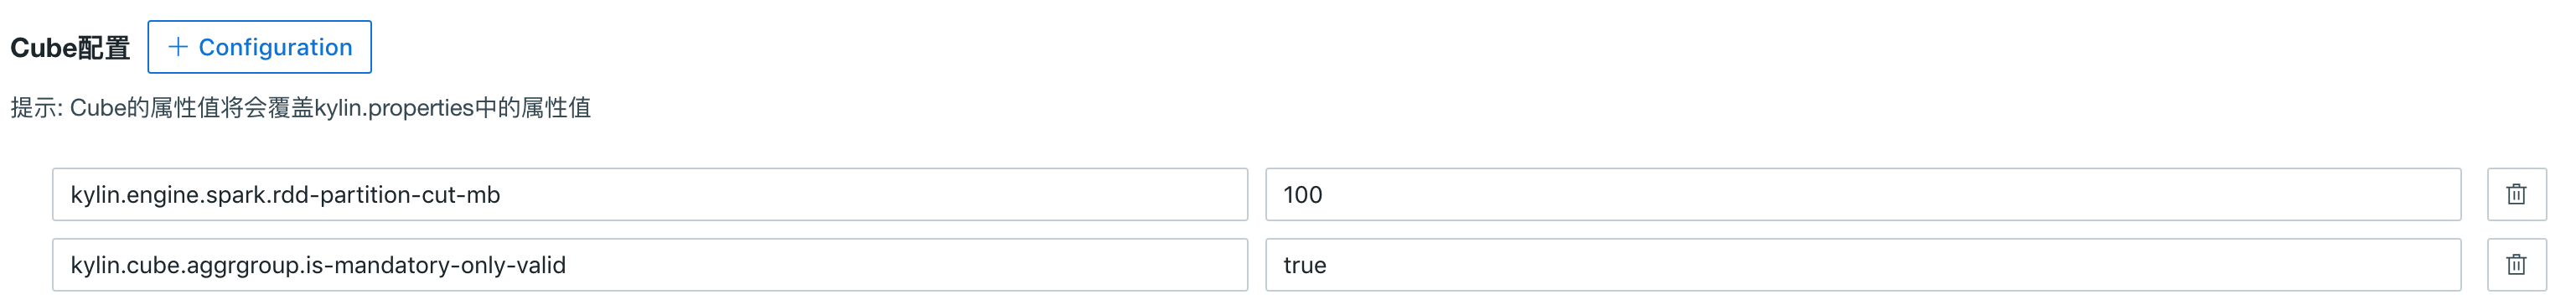 Cube配置 + Configuration
提示: Cube的属性值将会覆盖kylin.properties中的属性值
kylin.engine.spark.rdd-partition-cut-mb 100
kylin.cube.aggrgroup.is-mandatory-only-valid true